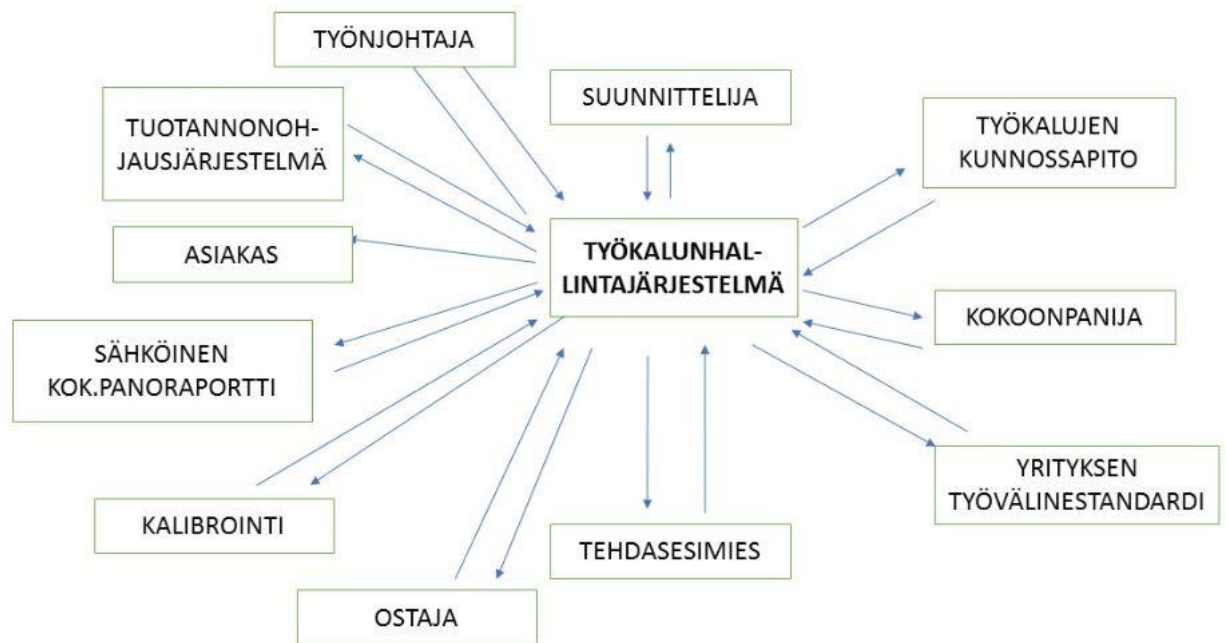 TYÖNJOHTAJA
SUUNNITTELIJA
TUOTANNONOH-
JAUSJÄRJESTELMÄ
TYÖKALUJEN
KUNNOSSAPITO
ASIAKAS
TYÖKALUNHAL-
LINTAJÄRJESTELMÄ
KOKOONPANIJA
SÄHKÖINEN
KOK.PANORAPORTTI
YRITYKSEN
TYÖVÄLINESTANDARDI
KALIBROINTI
TEHDASESIMIES
OSTAJA